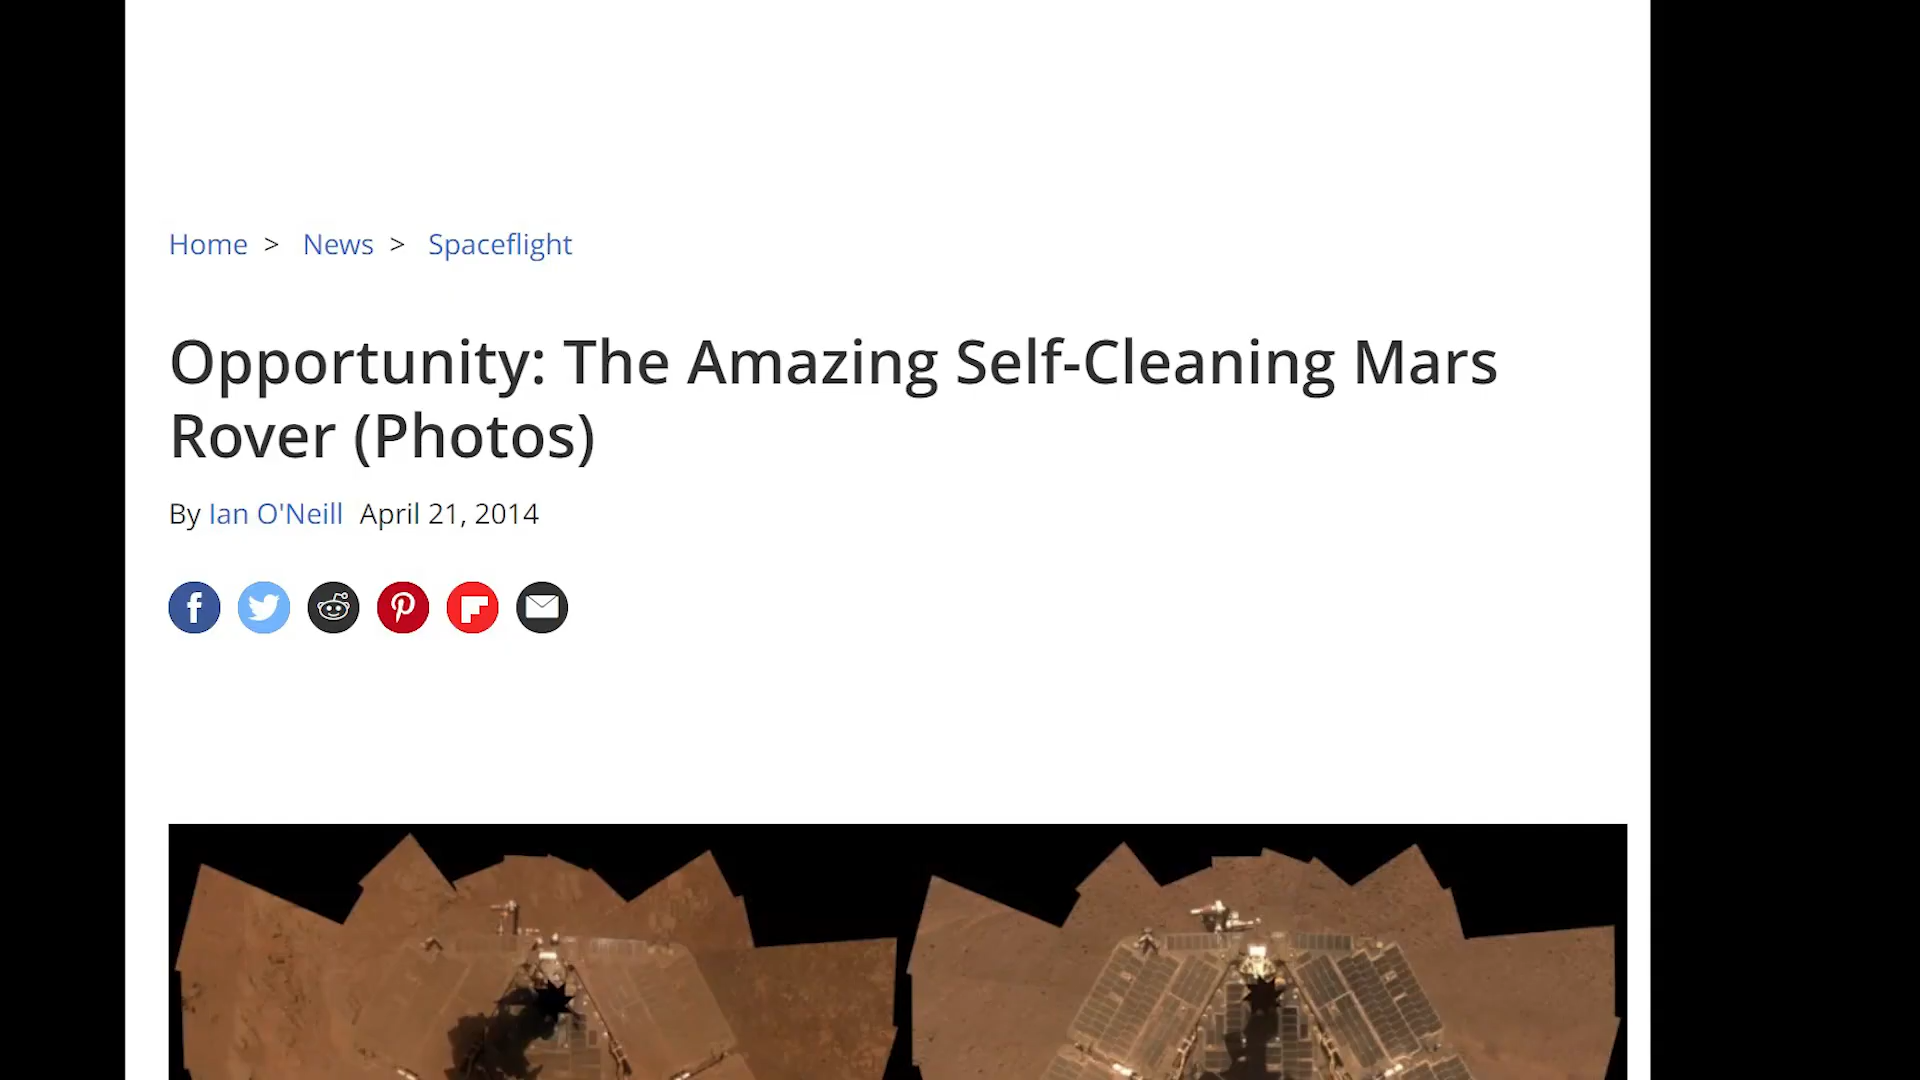 Home > News > Spaceflight
Opportunity: The Amazing Self-Cleaning Mars
Rover (Photos)
By Ian O'Neill April 21, 2014